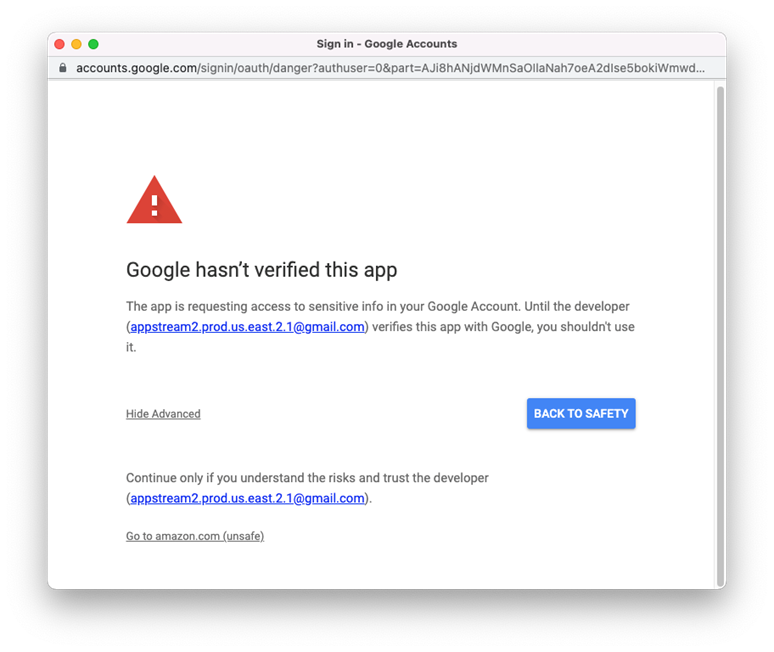 Sign in - Google Accounts
accounts.google.com/signin/oauth/danger?authuser=0&part=AJi8hANjdWMnSaOIlaNah7oeA2dIse5bokiWmwd...
Google hasn’t verified this app
The app is requesting access to sensitive info in your Google Account. Until the developer
(appstream2.prod.us.east.2.1@gmail.com) verifies this app with Google, you shouldn't use
it.
Hide Advanced
BACK TO SAFETY
Continue only if you understand the risks and trust the developer
(appstream2.prod.us.east.2.1@gmail.com).
Go to amazon.com (unsafe)